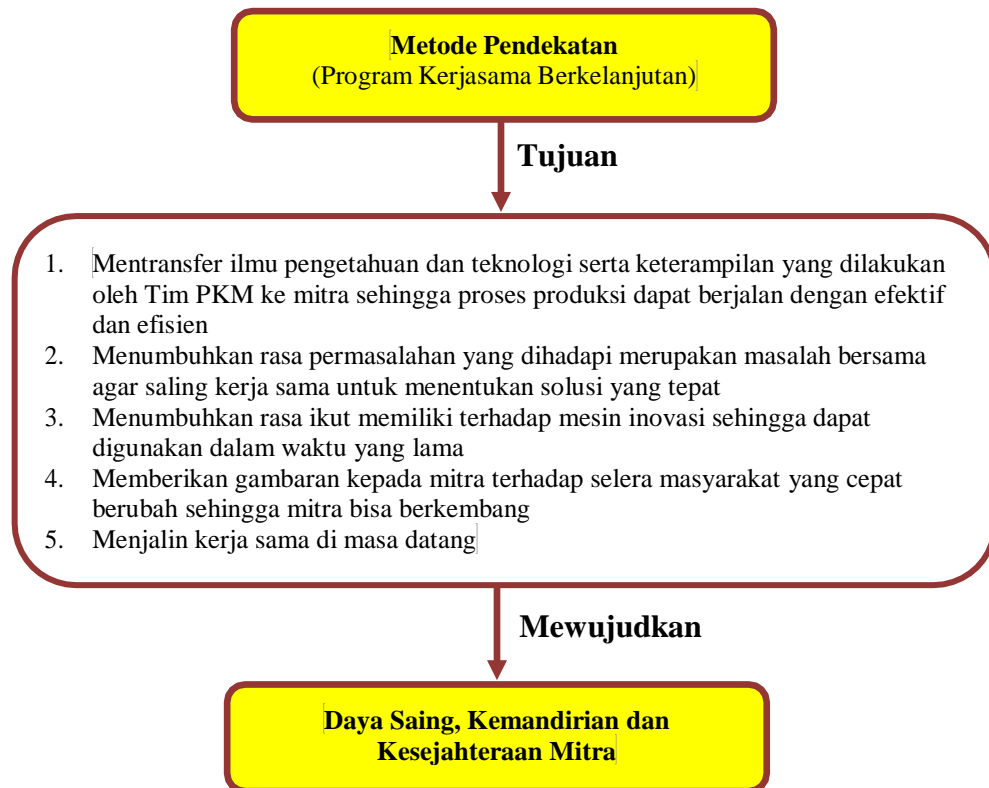 Metode Pendekatan
(Program Kerjasama Berkelanjutan)
Tujuan
1. Mentransfer ilmu pengetahuan dan teknologi serta keterampilan yang dilakukan
oleh Tim PKM ke mitra sehingga proses produksi dapat berjalan dengan efektif
dan efisien
2. Menumbuhkan rasa permasalahan yang dihadapi merupakan masalah bersama
agar saling kerja sama untuk menentukan solusi yang tepat
3. Menumbuhkan rasa ikut memiliki terhadap mesin inovasi sehingga dapat
digunakan dalam waktu yang lama
4. Memberikan gambaran kepada mitra terhadap selera masyarakat yang cepat
berubah sehingga mitra bisa berkembang
5. Menjalin kerja sama di masa datang
Mewujudkan
Daya Saing, Kemandirian dan
Kesejahteraan Mitra